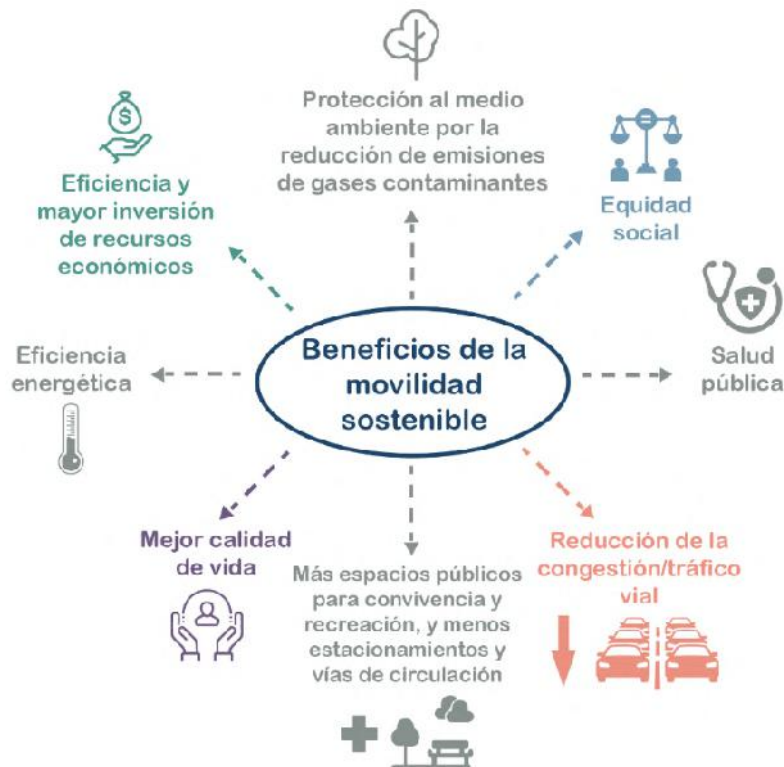 Protección al medio
ambiente por la
reducción de emisiones
de gases contaminantes
$
Eficiencia y
mayor inversión
de recursos
económicos
Equidad
social
Beneficios de la
movilidad
sostenible
Eficiencia
energética
Salud
pública
Mejor calidad
de vida
Más espacios públicos
para convivencia y
recreación, y menos
estacionamientos y
vías de circulación
Reducción de la
congestión/tráfico
vial